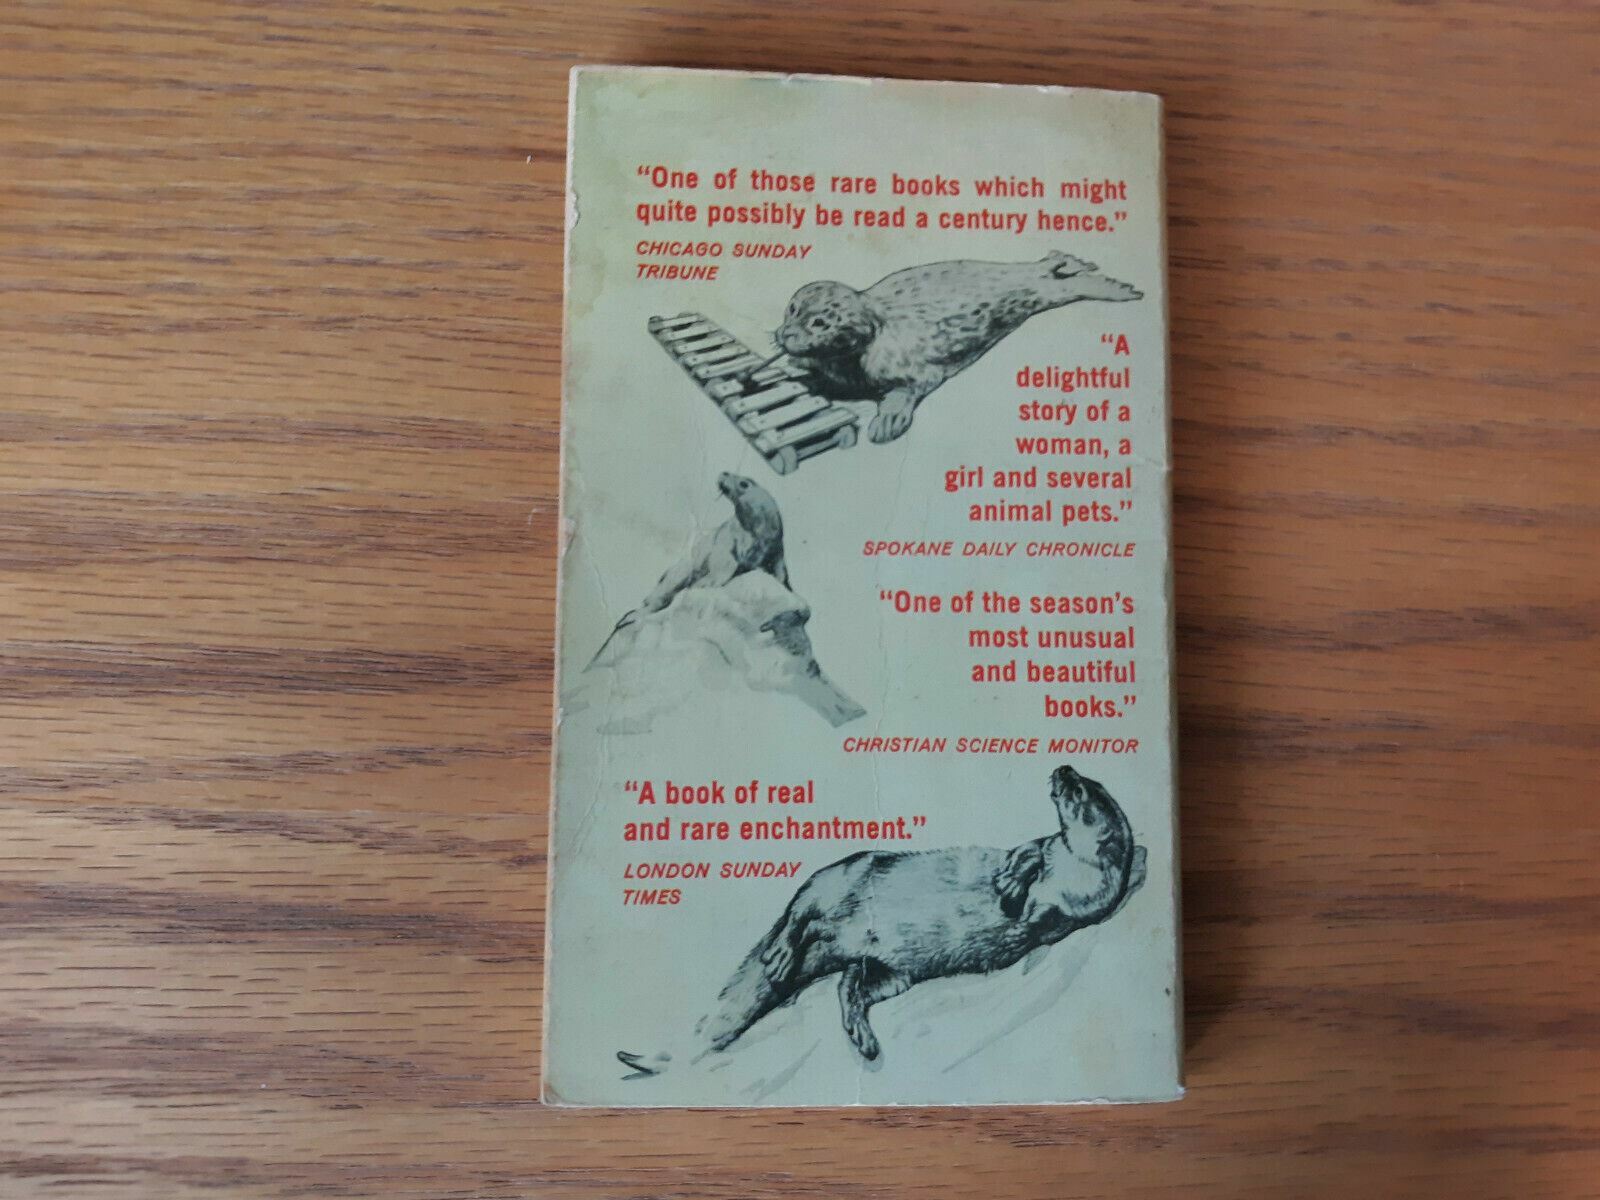 “One of those rare books which might
quite possibly be read a century hence.”
CHICAGO SUNDAY
TRIBUNE
“A
delightful
story of a
woman, a
girl and several
animal pets.”
SPOKANE DAILY CHRONICLE
“One of the season’s
most unusual
and beautiful
books.”
CHRISTIAN SCIENCE MONITOR
“A book of real
and rare enchantment.”
LONDON SUNDAY
TIMES